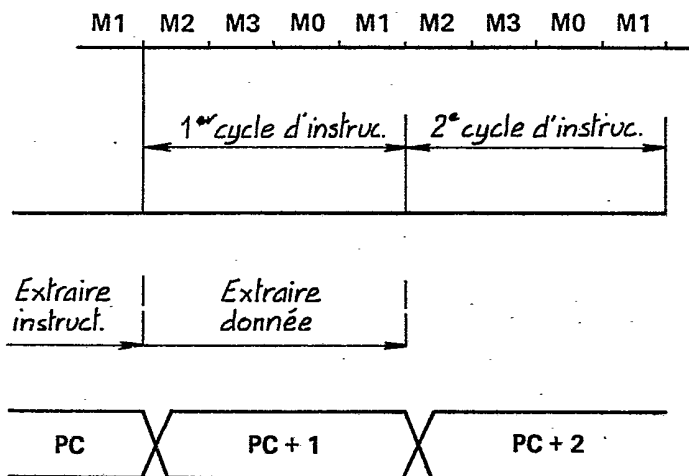 M1 M2 M3 M0 M1 M2 M3 M0 M1
1er cycle d'instruc. 2e cycle d'instruc.
Extraire Extraire
instruct. donnée
PC PC + 1 PC + 2